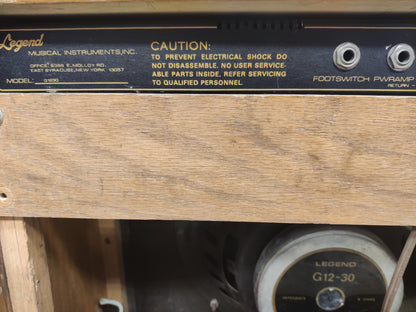 Legend
MUSICAL INSTRUMENTS, INC.
OFFICE: 6395 E. MOLLOY RD.
EAST SYRACUSE, NEW YORK 13057
MODEL:
CAUTION:
TO PREVENT ELECTRICAL SHOCK DO
NOT DISASSEMBLE. NO USER SERVICE-
ABLE PARTS INSIDE. REFER SERVICING
TO QUALIFIED PERSONNEL.
FOOTSWITCH PWRAMP
RETURN -
LEGEND
G12-30